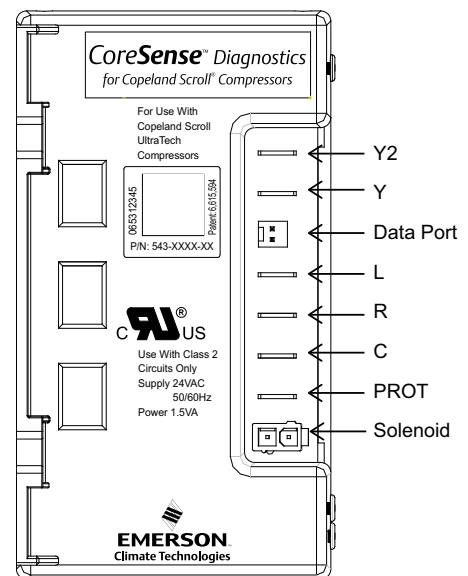 CoreSense™ Diagnostics
for Copeland Scroll® Compressors
For Use With
Copeland Scroll
UltraTech
Compressors
065312345
Patent: 6,615,594
P/N: 543-XXXX-XX
C RU® US
Use With Class 2
Circuits Only
Supply 24VAC
50/60Hz
Power 1.5VA
EMERSON
Climate Technologies
Y2
Y
Data Port
L
R
C
PROT
Solenoid